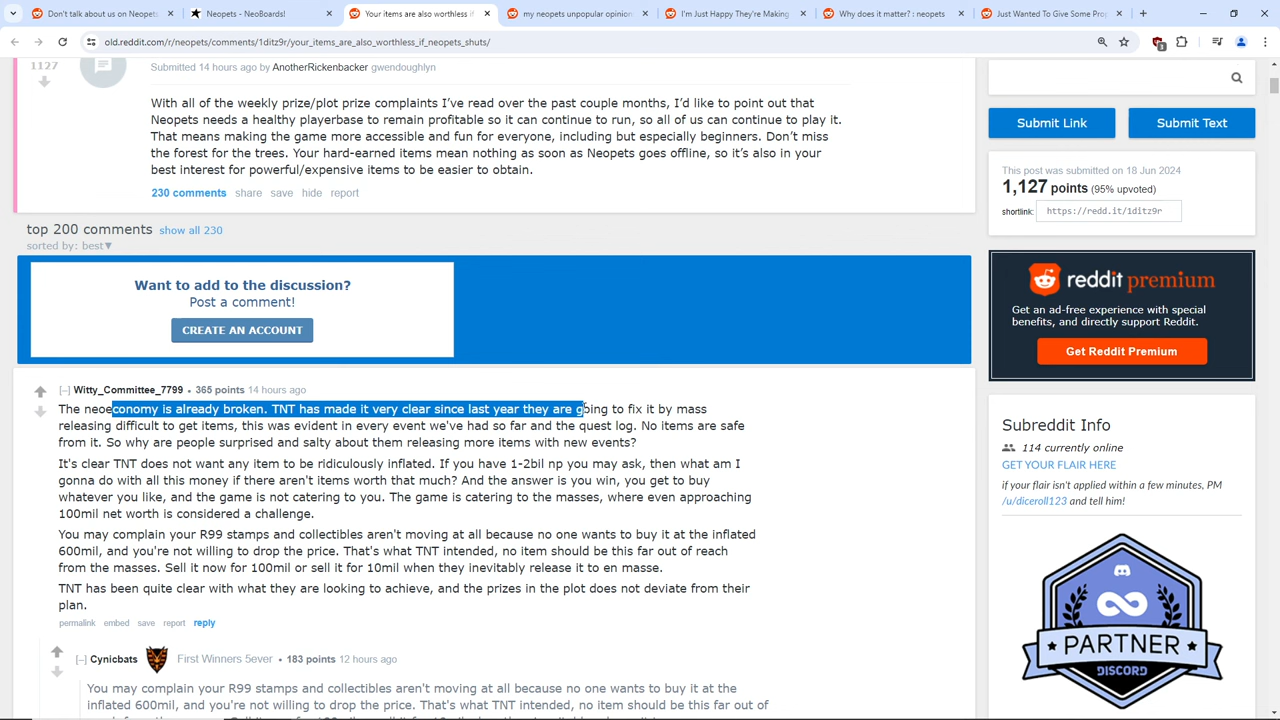 Don't talk about us on Neopets
Neopets - NeoBoards!
Your items are also worthless if
my neopets unpopular opinion
I'm Just Happy They're Making
Why does it matter? : neopets
Just Wanted To Give Some Pro
old.reddit.com/r/neopets/comments/1ditz9r/your_items_are_also_worthless_if_neopets_shuts/
3
1127
Submitted 14 hours ago by AnotherRickenbacker gwendoughlyn
With all of the weekly prize/plot prize complaints I've read over the past couple months, I'd like to point out that
Neopets needs a healthy playerbase to remain profitable so it can continue to run, so all of us can continue to play it.
That means making the game more accessible and fun for everyone, including but especially beginners. Don't miss
the forest for the trees. Your hard-earned items mean nothing as soon as Neopets goes offline, so it's also in your
best interest for powerful/expensive items to be easier to obtain.
230 comments share save hide report
top 200 comments show all 230
sorted by: best▼
Want to add to the discussion?
Post a comment!
CREATE AN ACCOUNT
[–] Witty_Committee_7799 • 365 points 14 hours ago
The neoeconomy is already broken. TNT has made it very clear since last year they are going to fix it by mass
releasing difficult to get items, this was evident in every event we've had so far and the quest log. No items are safe
from it. So why are people surprised and salty about them releasing more items with new events?
It's clear TNT does not want any item to be ridiculously inflated. If you have 1-2bil np you may ask, then what am I
gonna do with all this money if there aren't items worth that much? And the answer is you win, you get to buy
whatever you like, and the game is not catering to you. The game is catering to the masses, where even approaching
100mil net worth is considered a challenge.
You may complain your R99 stamps and collectibles aren't moving at all because no one wants to buy it at the inflated
600mil, and you're not willing to drop the price. That's what TNT intended, no item should be this far out of reach
from the masses. Sell it now for 100mil or sell it for 10mil when they inevitably release it to en masse.
TNT has been quite clear with what they are looking to achieve, and the prizes in the plot does not deviate from their
plan.
permalink embed save report reply
[–] Cynicbats First Winners 5ever • 183 points 12 hours ago
You may complain your R99 stamps and collectibles aren't moving at all because no one wants to buy it at the
inflated 600mil, and you're not willing to drop the price. That's what TNT intended, no item should be this far out of
Submit Link
Submit Text
This post was submitted on 18 Jun 2024
1,127 points (95% upvoted)
shortlink: https://redd.it/1ditz9r
reddit premium
Get an ad-free experience with special
benefits, and directly support Reddit.
Get Reddit Premium
Subreddit Info
114 currently online
GET YOUR FLAIR HERE
if your flair isn't applied within a few minutes, PM
/u/diceroll123 and tell him!
PARTNER
DISCORD